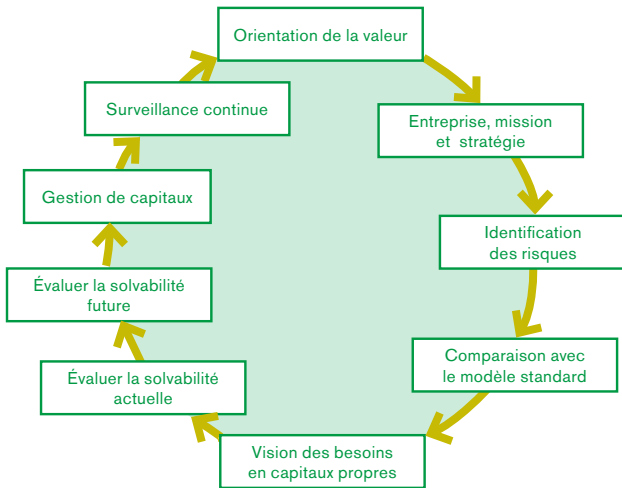 Orientation de la valeur
Entreprise, mission
et stratégie
Identification
des risques
Comparaison avec
le modèle standard
Vision des besoins
en capitaux propres
Évaluer la solvabilité
actuelle
Évaluer la solvabilité
future
Gestion de capitaux
Surveillance continue